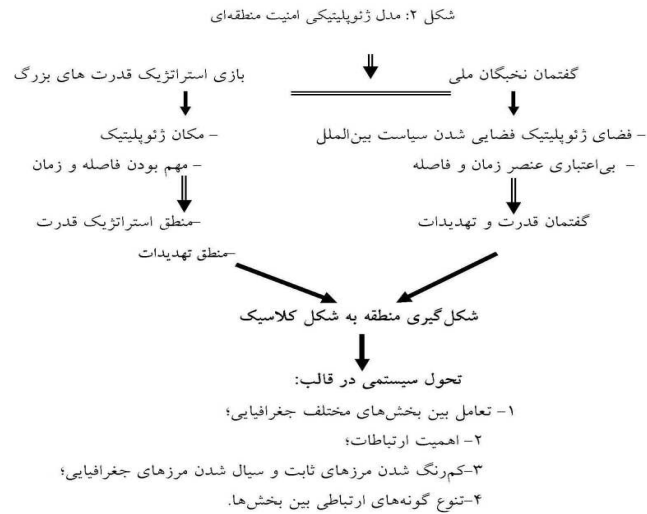 شکل ۲: مدل ژئوپلیتیکی امنیت منطقه‌ای
گفتمان نخبگان ملی
بازی استراتژیک قدرت های بزرگ
– فضای ژئوپلیتیک فضایی شدن سیاست بین‌الملل
– مکان ژئوپلیتیک
– بی‌اعتباری عنصر زمان و فاصله
– مهم بودن فاصله و زمان
گفتمان قدرت و تهدیدات
–منطق استراتژیک قدرت
–منطق تهدیدات
شکل‌گیری منطقه به شکل کلاسیک
تحول سیستمی در قالب:
۱– تعامل بین بخش‌های مختلف جغرافیایی؛
۲– اهمیت ارتباطات؛
۳–کم‌رنگ شدن مرزهای ثابت و سیال شدن مرزهای جغرافیایی؛
۴–تنوع گونه‌های ارتباطی بین بخش‌ها.